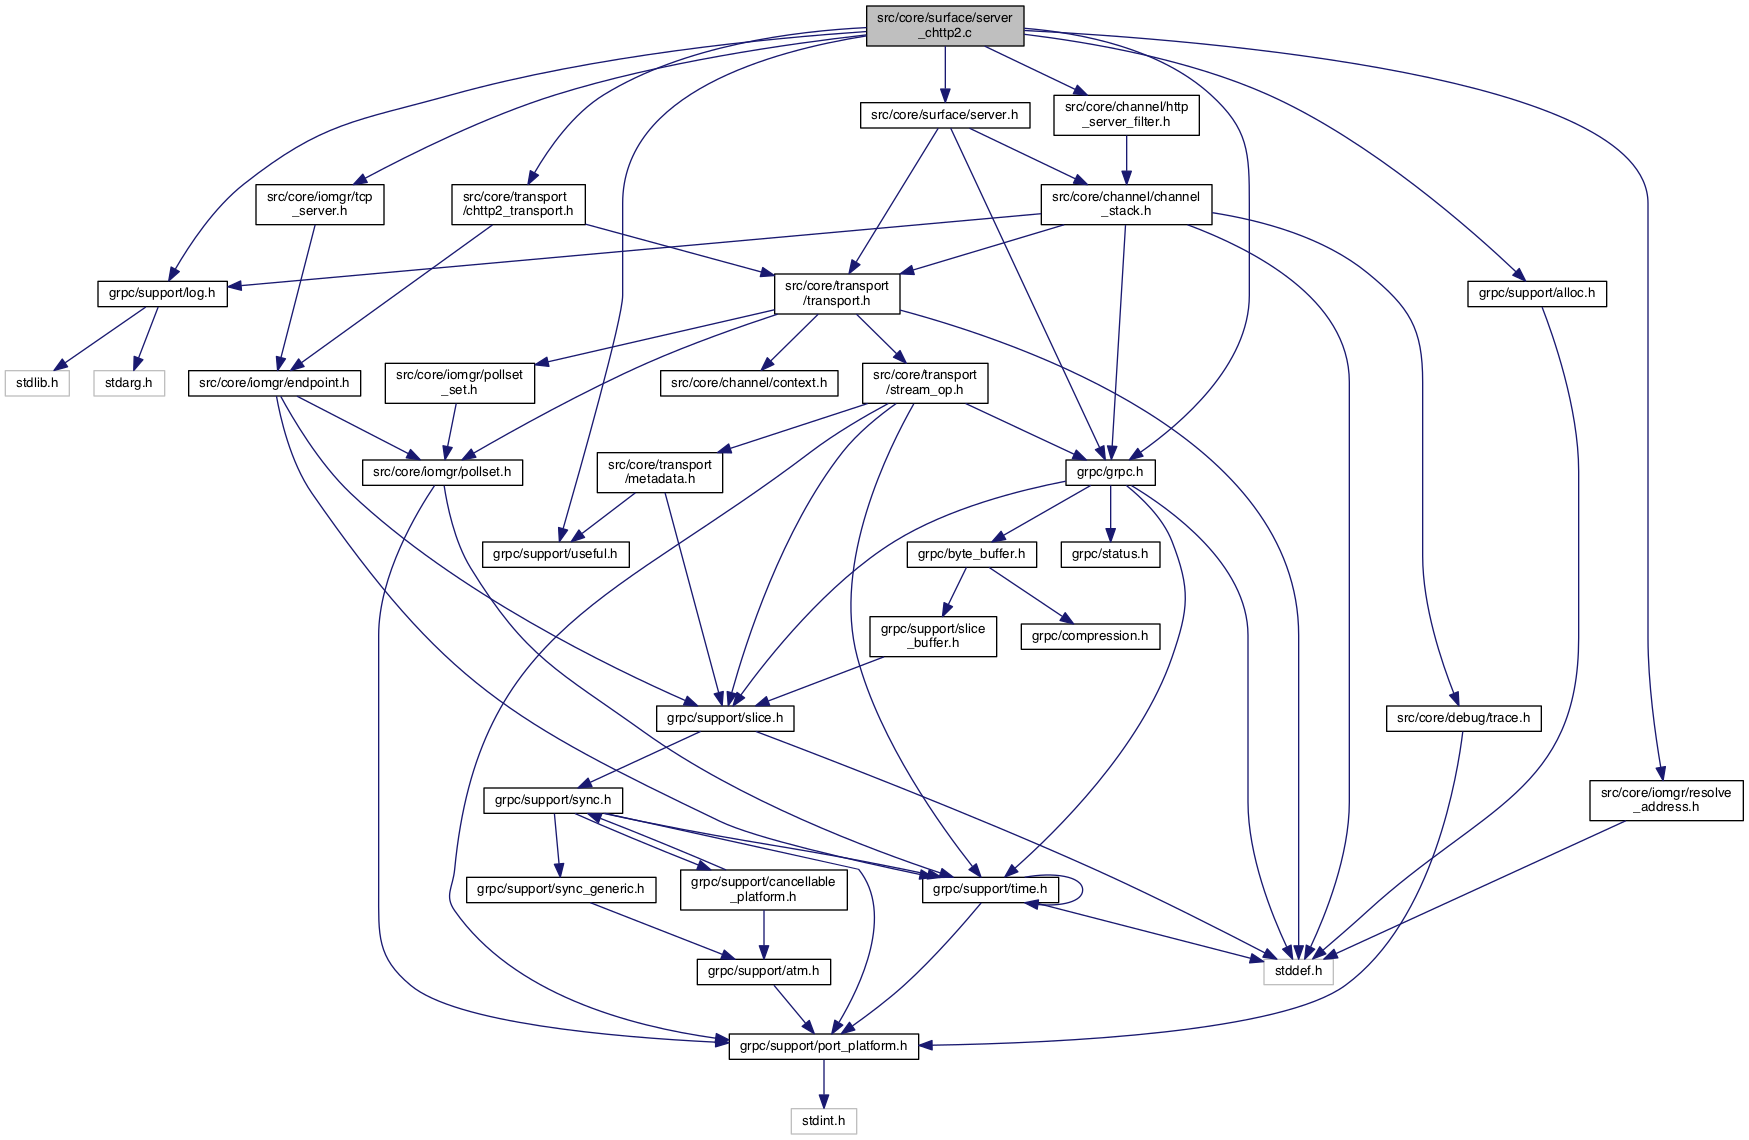 src/core/surface/server
_chttp2.c
src/core/surface/server.h
src/core/channel/http
_server_filter.h
src/core/iomgr/tcp
_server.h
src/core/transport
/chttp2_transport.h
src/core/channel/channel
_stack.h
grpc/support/log.h
src/core/transport
/transport.h
grpc/support/alloc.h
stdlib.h
stdarg.h
src/core/iomgr/endpoint.h
src/core/iomgr/pollset
_set.h
src/core/channel/context.h
src/core/transport
/stream_op.h
src/core/iomgr/pollset.h
src/core/transport
/metadata.h
grpc/grpc.h
grpc/support/useful.h
grpc/byte_buffer.h
grpc/status.h
grpc/support/slice
_buffer.h
grpc/compression.h
grpc/support/slice.h
src/core/debug/trace.h
grpc/support/sync.h
src/core/iomgr/resolve
_address.h
grpc/support/sync_generic.h
grpc/support/cancellable
_platform.h
grpc/support/time.h
grpc/support/atm.h
stddef.h
grpc/support/port_platform.h
stdint.h